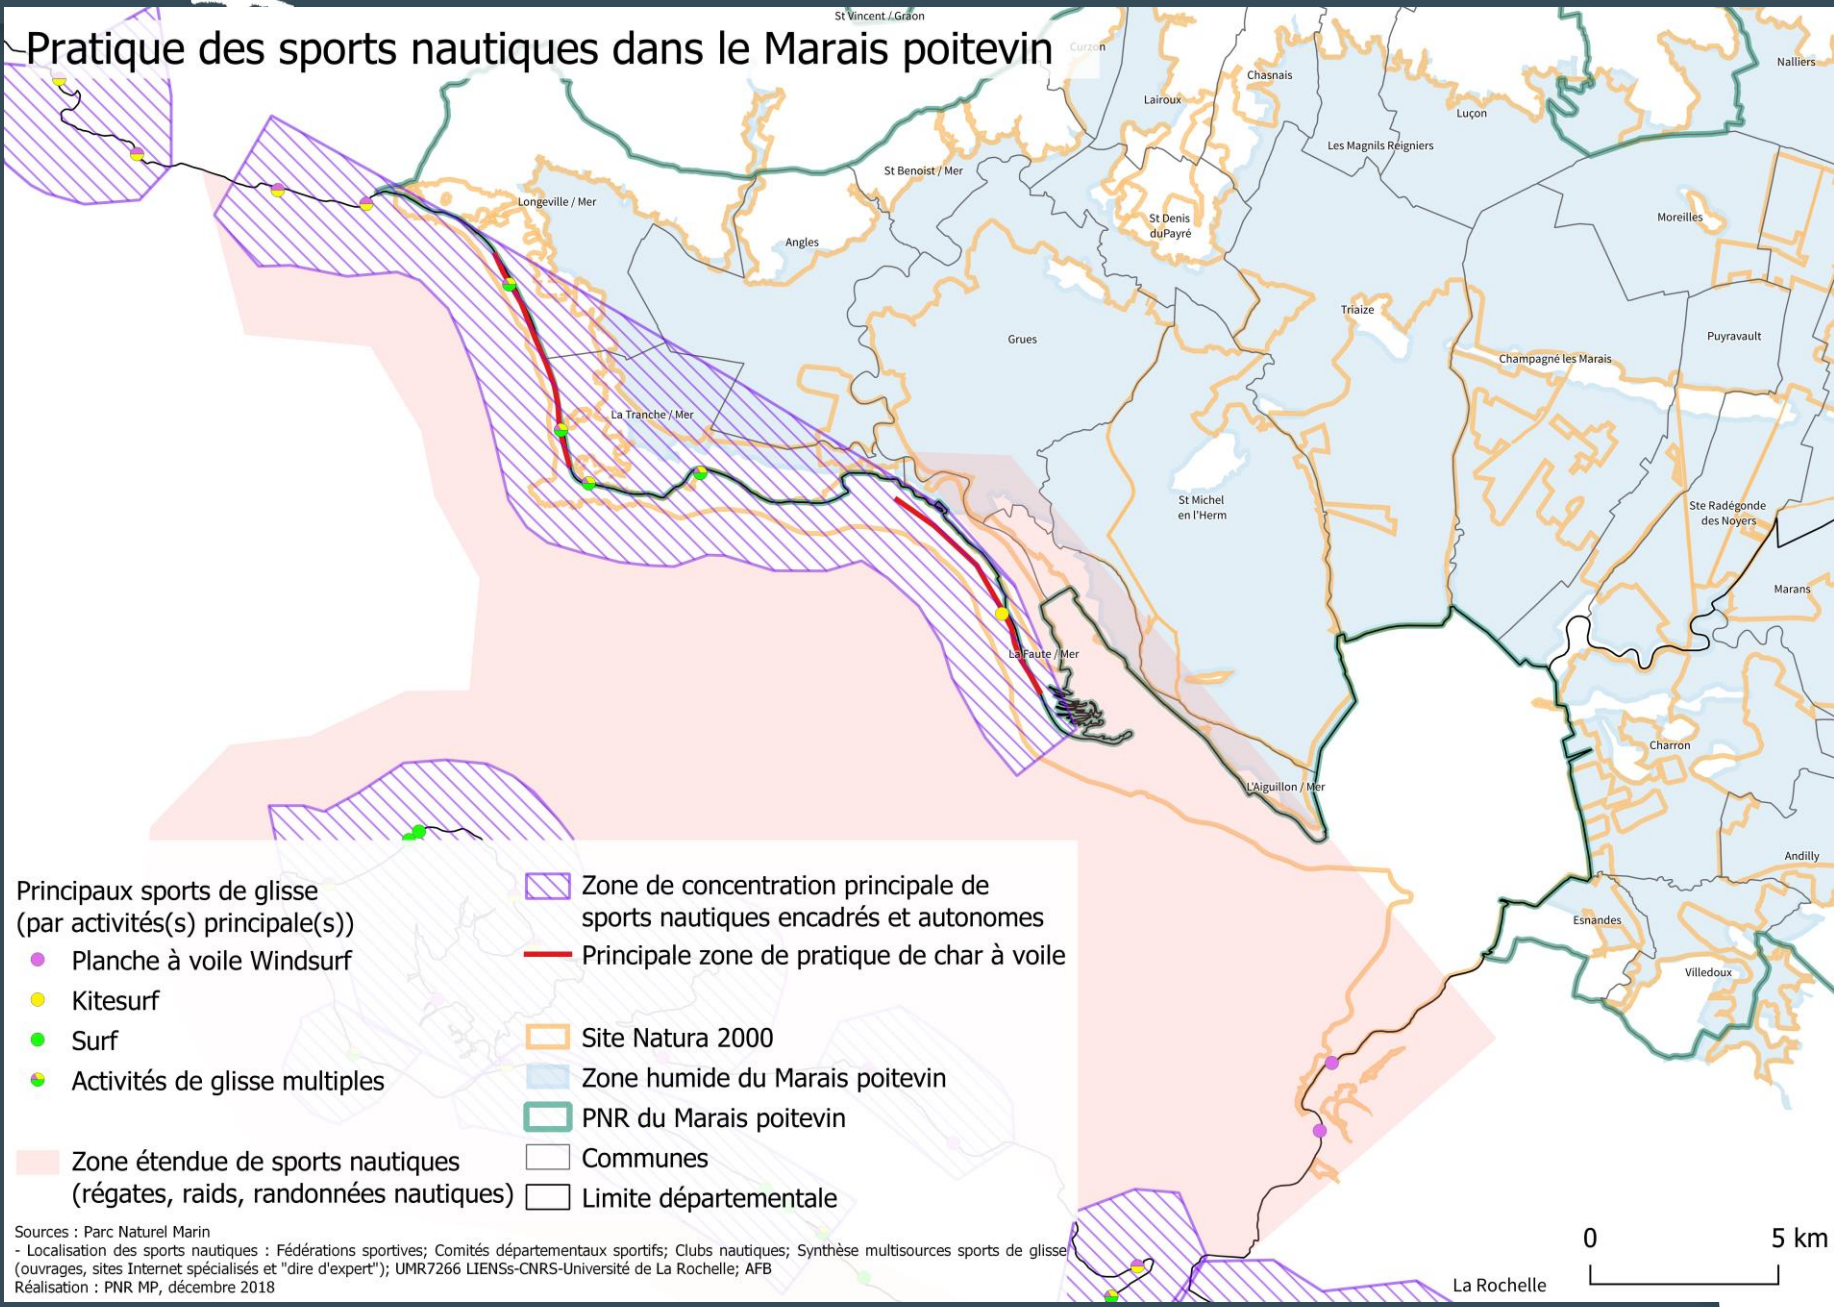 Pratique des sports nautiques dans le Marais poitevin
St Vincent / Graon
Curzon
Nalliers
Chasnais
Lairoux
Luçon
Les Magnils Reigniers
St Benoist / Mer
Longeville / Mer
St Denis
duPayré
Moreilles
Angles
Triaize
Grues
Puyravault
Champagné les Marais
La Tranche / Mer
St Michel
en l'Herm
Ste Radégonde
des Noyers
Marans
La Faute / Mer
Charron
L'Aiguillon / Mer
Andilly
Esnandes
Villedoux
La Rochelle
Principaux sports de glisse
(par activités(s) principale(s))
Planche à voile Windsurf
Kitesurf
Surf
Activités de glisse multiples
Zone étendue de sports nautiques
(régates, raids, randonnées nautiques)
Zone de concentration principale de
sports nautiques encadrés et autonomes
Principale zone de pratique de char à voile
Site Natura 2000
Zone humide du Marais poitevin
PNR du Marais poitevin
Communes
Limite départementale
Sources : Parc Naturel Marin
- Localisation des sports nautiques : Fédérations sportives; Comités départementaux sportifs; Clubs nautiques; Synthèse multisources sports de glisse
(ouvrages, sites Internet spécialisés et "dire d'expert"); UMR7266 LIENSs-CNRS-Université de La Rochelle; AFB
Réalisation : PNR MP, décembre 2018
0 5 km